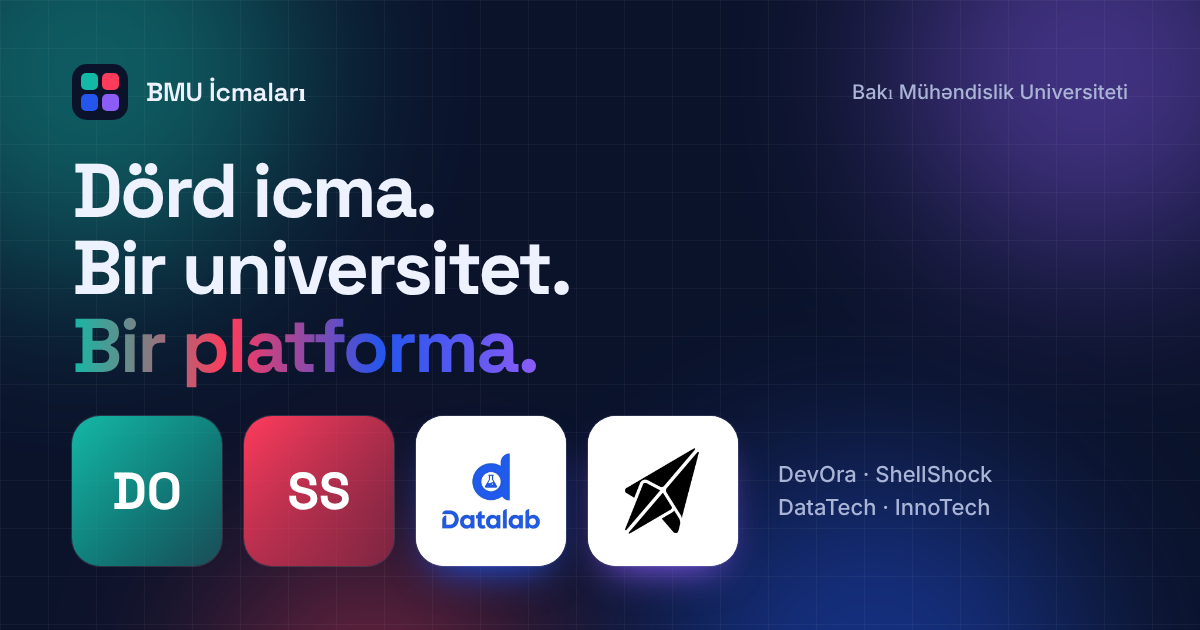 BMU İcmaları
Bakı Mühəndislik Universiteti
Dörd icma.
Bir universitet.
Bir platforma.
DO
SS
d
Datalab
DevOra · ShellShock
DataTech · InnoTech